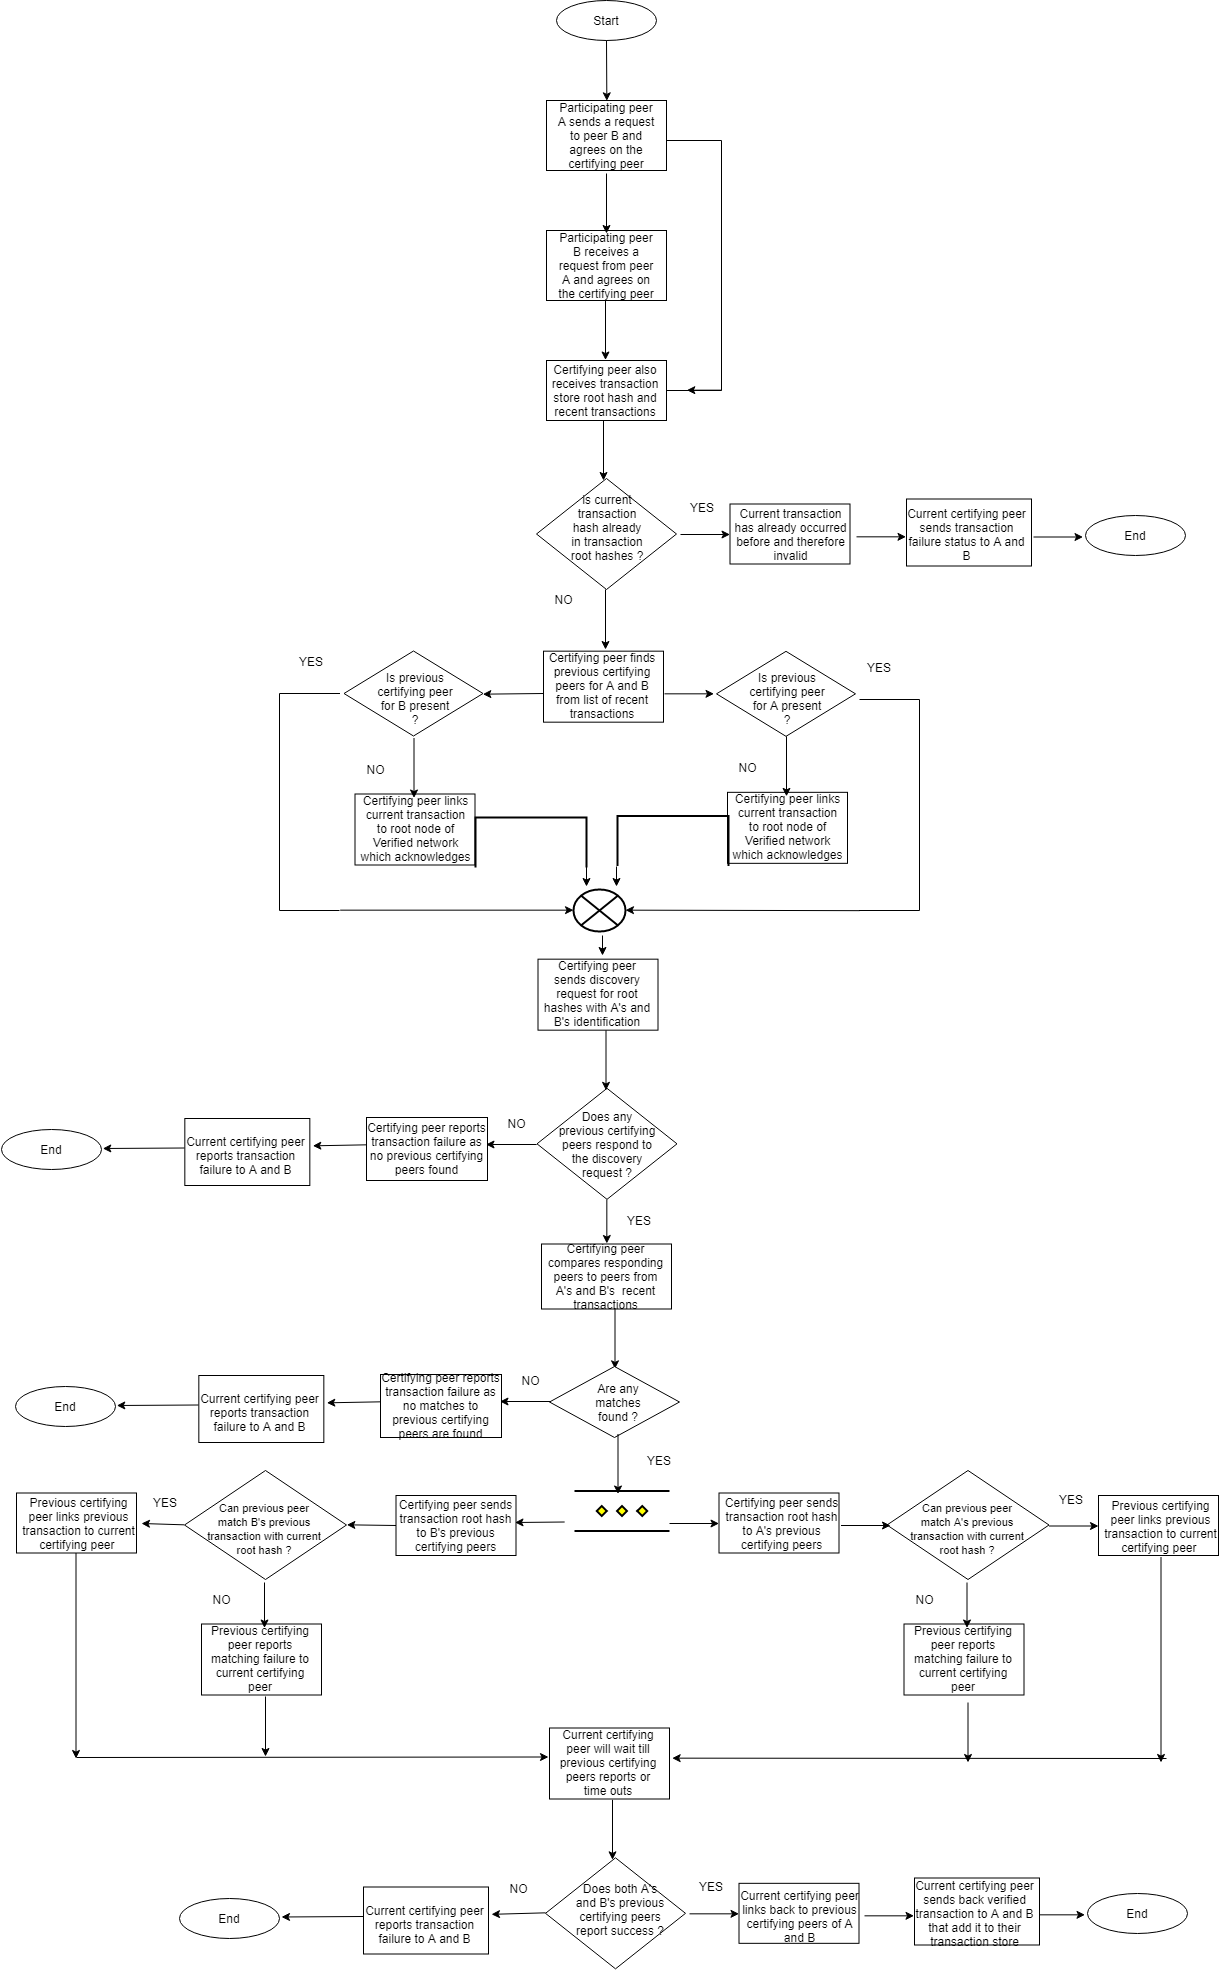 Start
Participating peer
A sends a request
to peer B and
agrees on the
certifying peer
Participating peer
B receives a
request from peer
A and agrees on
the certifying peer
Certifying peer also
receives transaction
store root hash and
recent transactions
Is current
transaction
hash already
in transaction
root hashes ?
YES
Current transaction
has already occurred
before and therefore
invalid
Current certifying peer
sends transaction
failure status to A and
B
End
NO
Certifying peer finds
previous certifying
peers for A and B
from list of recent
transactions
YES
Is previous
certifying peer
for B present
?
Is previous
certifying peer
for A present
?
YES
NO
NO
Certifying peer links
current transaction
to root node of
Verified network
which acknowledges
Certifying peer links
current transaction
to root node of
Verified network
which acknowledges
Certifying peer
sends discovery
request for root
hashes with A's and
B's identification
Does any
previous certifying
peers respond to
the discovery
request ?
NO
Certifying peer reports
transaction failure as
no previous certifying
peers found
Current certifying peer
reports transaction
failure to A and B
End
YES
Certifying peer
compares responding
peers to peers from
A's and B's recent
transactions
Are any
matches
found ?
NO
Certifying peer reports
transaction failure as
no matches to
previous certifying
peers are found
Current certifying peer
reports transaction
failure to A and B
End
YES
Certifying peer sends
transaction root hash
to B's previous
certifying peers
Can previous peer
match B's previous
transaction with current
root hash ?
YES
Previous certifying
peer links previous
transaction to current
certifying peer
NO
Previous certifying
peer reports
matching failure to
current certifying
peer
Certifying peer sends
transaction root hash
to A's previous
certifying peers
Can previous peer
match A's previous
transaction with current
root hash ?
YES
Previous certifying
peer links previous
transaction to current
certifying peer
NO
Previous certifying
peer reports
matching failure to
current certifying
peer
Current certifying
peer will wait till
previous certifying
peers reports or
time outs
Does both A's
and B's previous
certifying peers
report success ?
NO
Current certifying peer
reports transaction
failure to A and B
End
YES
Current certifying peer
links back to previous
certifying peers of A
and B
Current certifying peer
sends back verified
transaction to A and B
that add it to their
transaction store
End